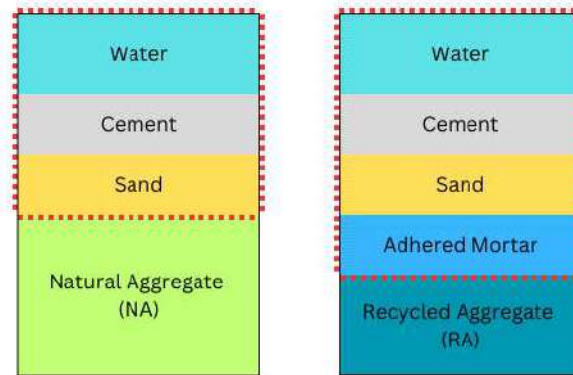 Water
Cement
Sand
Natural Aggregate
(NA)
Water
Cement
Sand
Adhered Mortar
Recycled Aggregate
(RA)